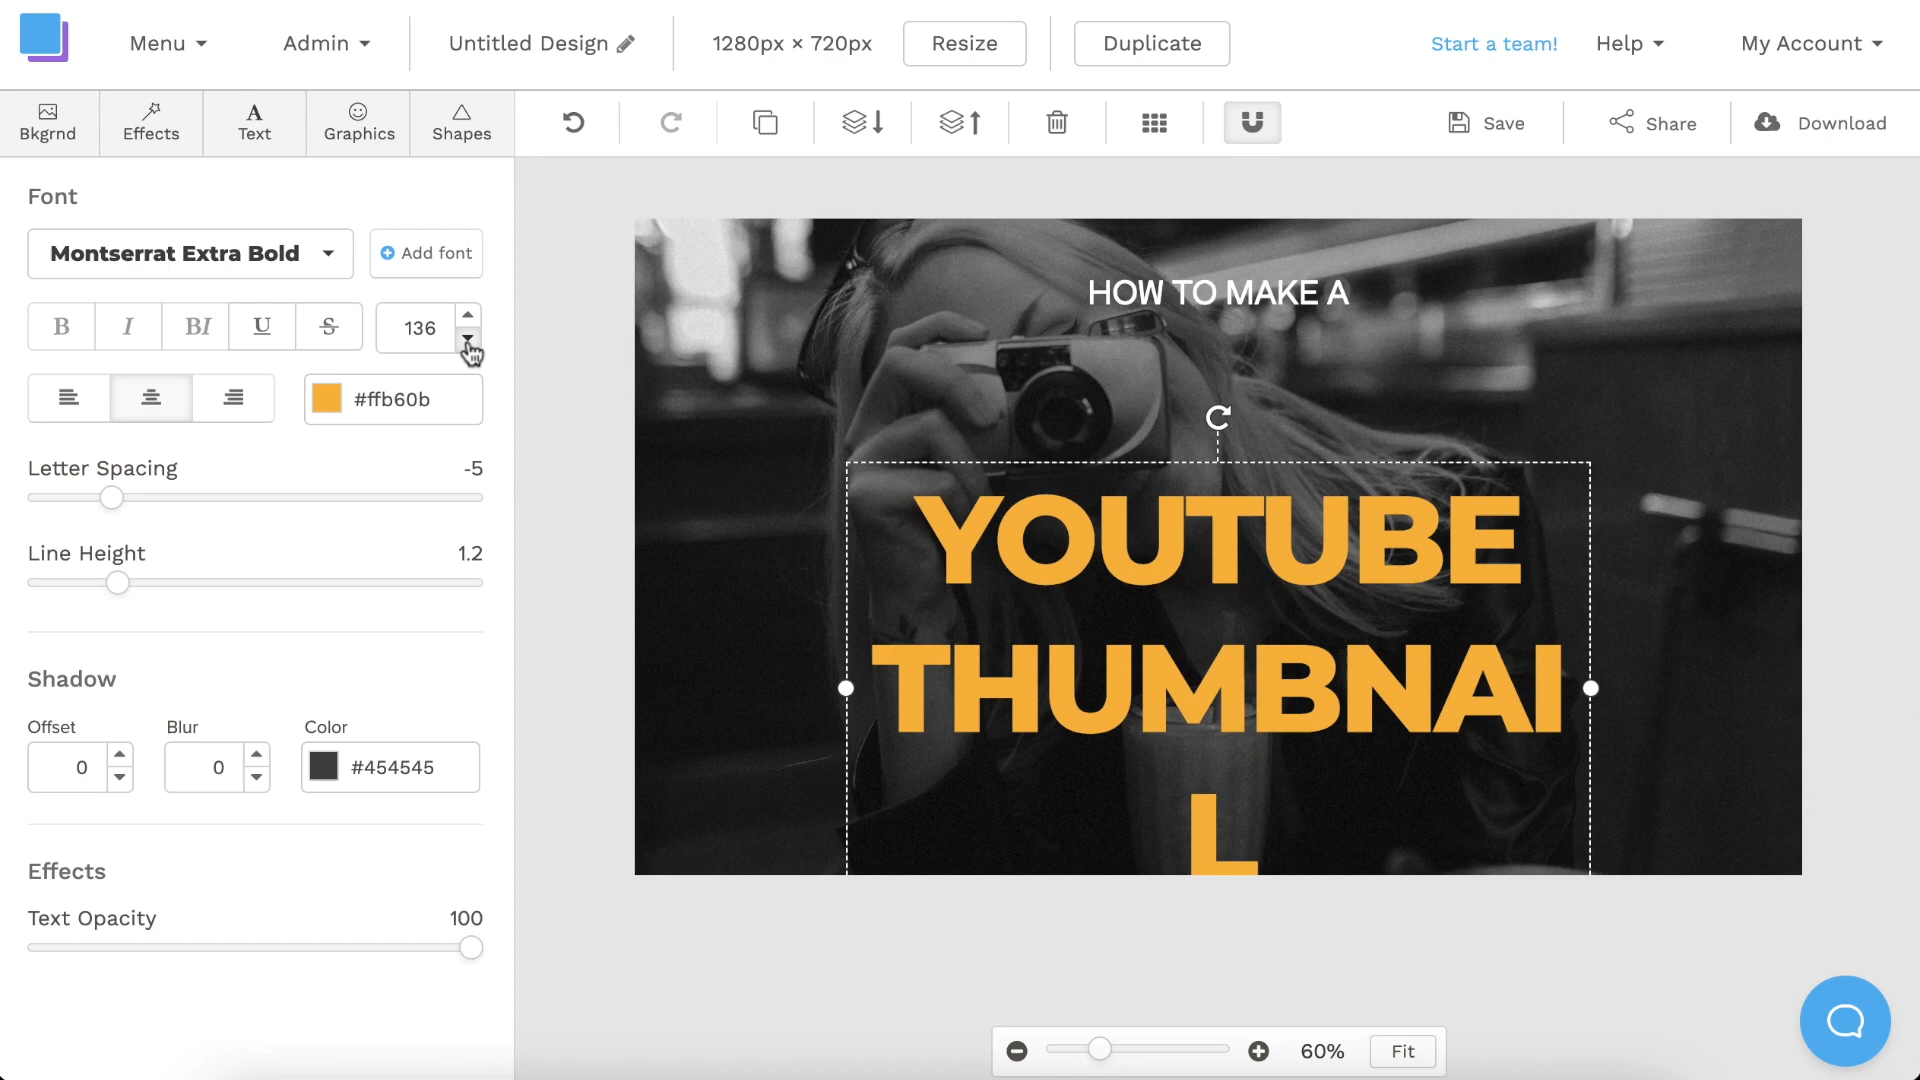 Menu
Admin
Untitled Design
1280px × 720px
Resize
Duplicate
Start a team!
Help
My Account
Bkgrnd
Effects
Text
Graphics
Shapes
Save
Share
Download
Font
Montserrat Extra Bold
Add font
B
I
BI
U
S
136
#ffb60b
Letter Spacing
-5
Line Height
1.2
Shadow
Offset
Blur
Color
0
0
#454545
Effects
Text Opacity
100
HOW TO MAKE A
YOUTUBE
THUMBNAI
L
60%
Fit